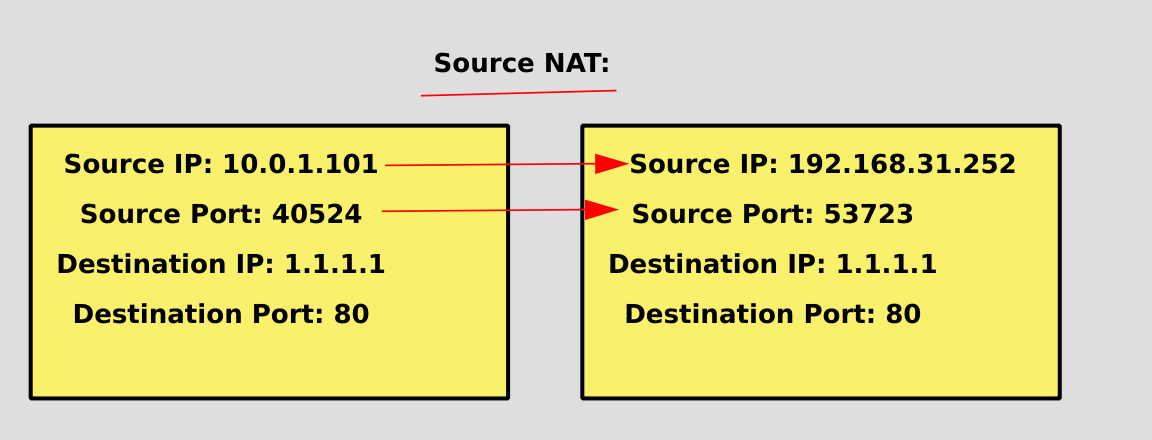 Source NAT:
Source IP: 10.0.1.101
Source Port: 40524
Destination IP: 1.1.1.1
Destination Port: 80
Source IP: 192.168.31.252
Source Port: 53723
Destination IP: 1.1.1.1
Destination Port: 80